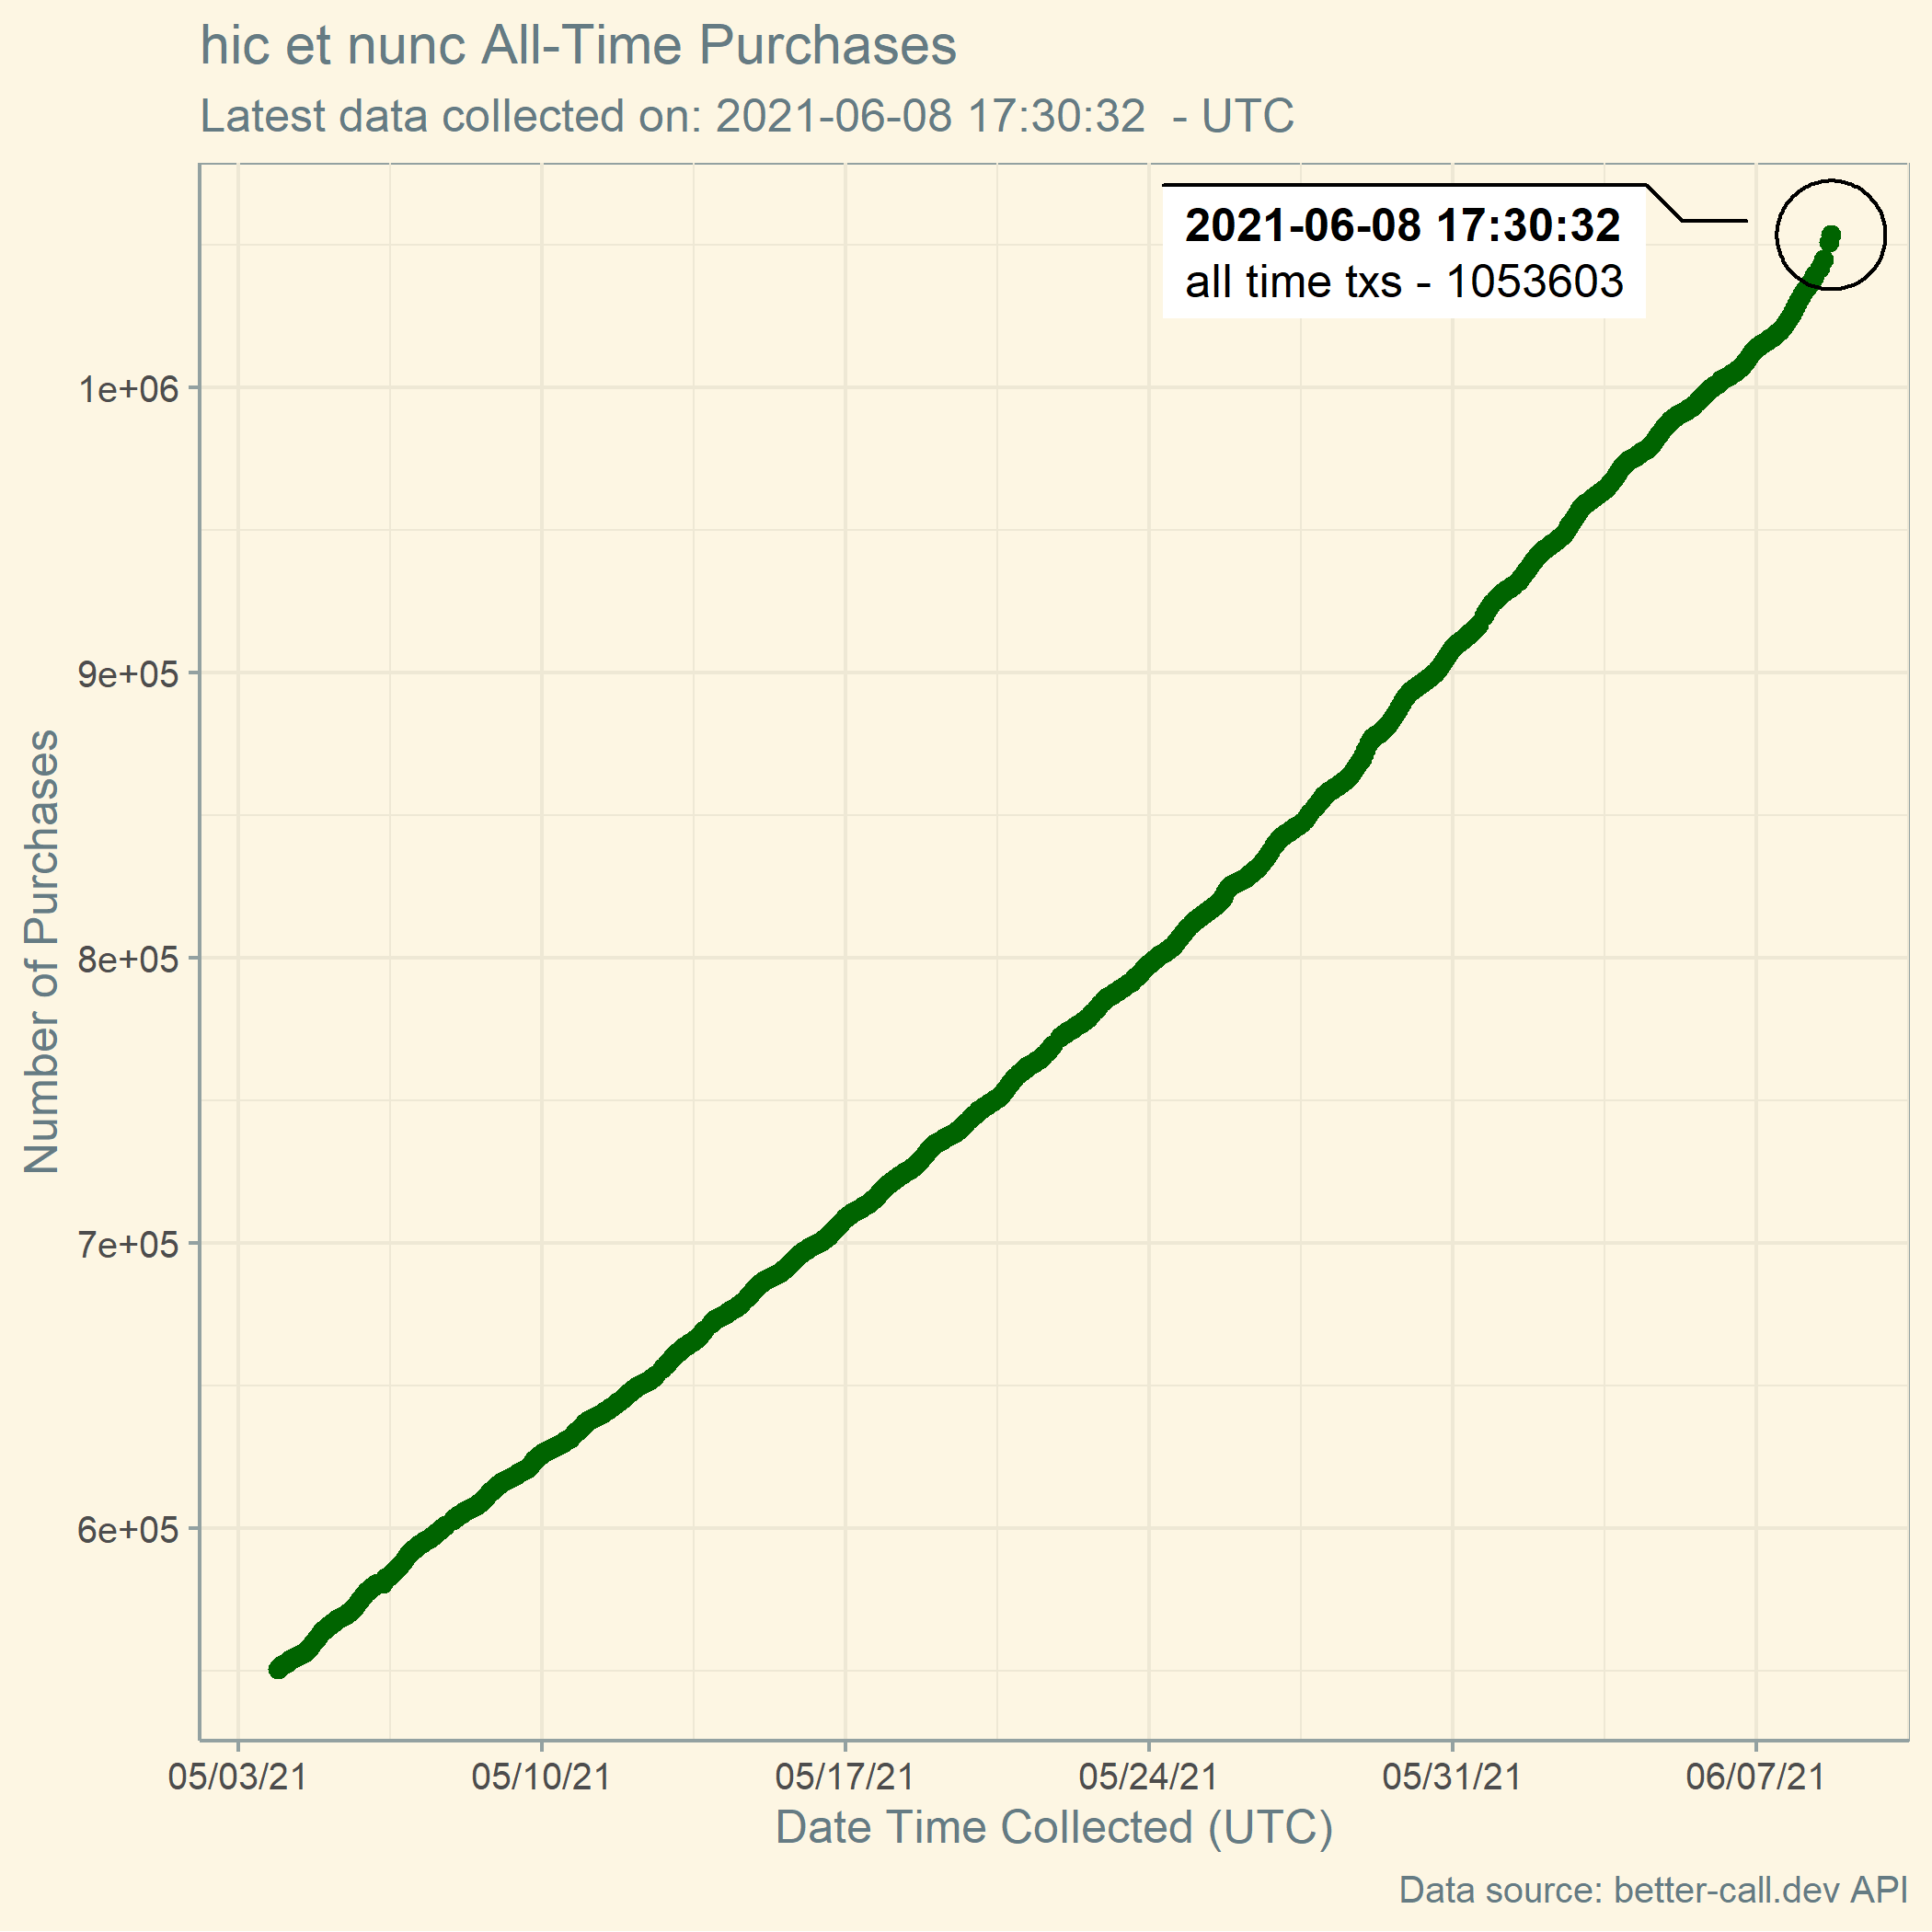 hic et nunc All-Time Purchases
Latest data collected on: 2021-06-08 17:30:32  - UTC
2021-06-08 17:30:32
all time txs - 1053603
Number of Purchases
1e+06
9e+05
8e+05
7e+05
6e+05
05/03/21
05/10/21
05/17/21
05/24/21
05/31/21
06/07/21
Date Time Collected (UTC)
Data source: better-call.dev API